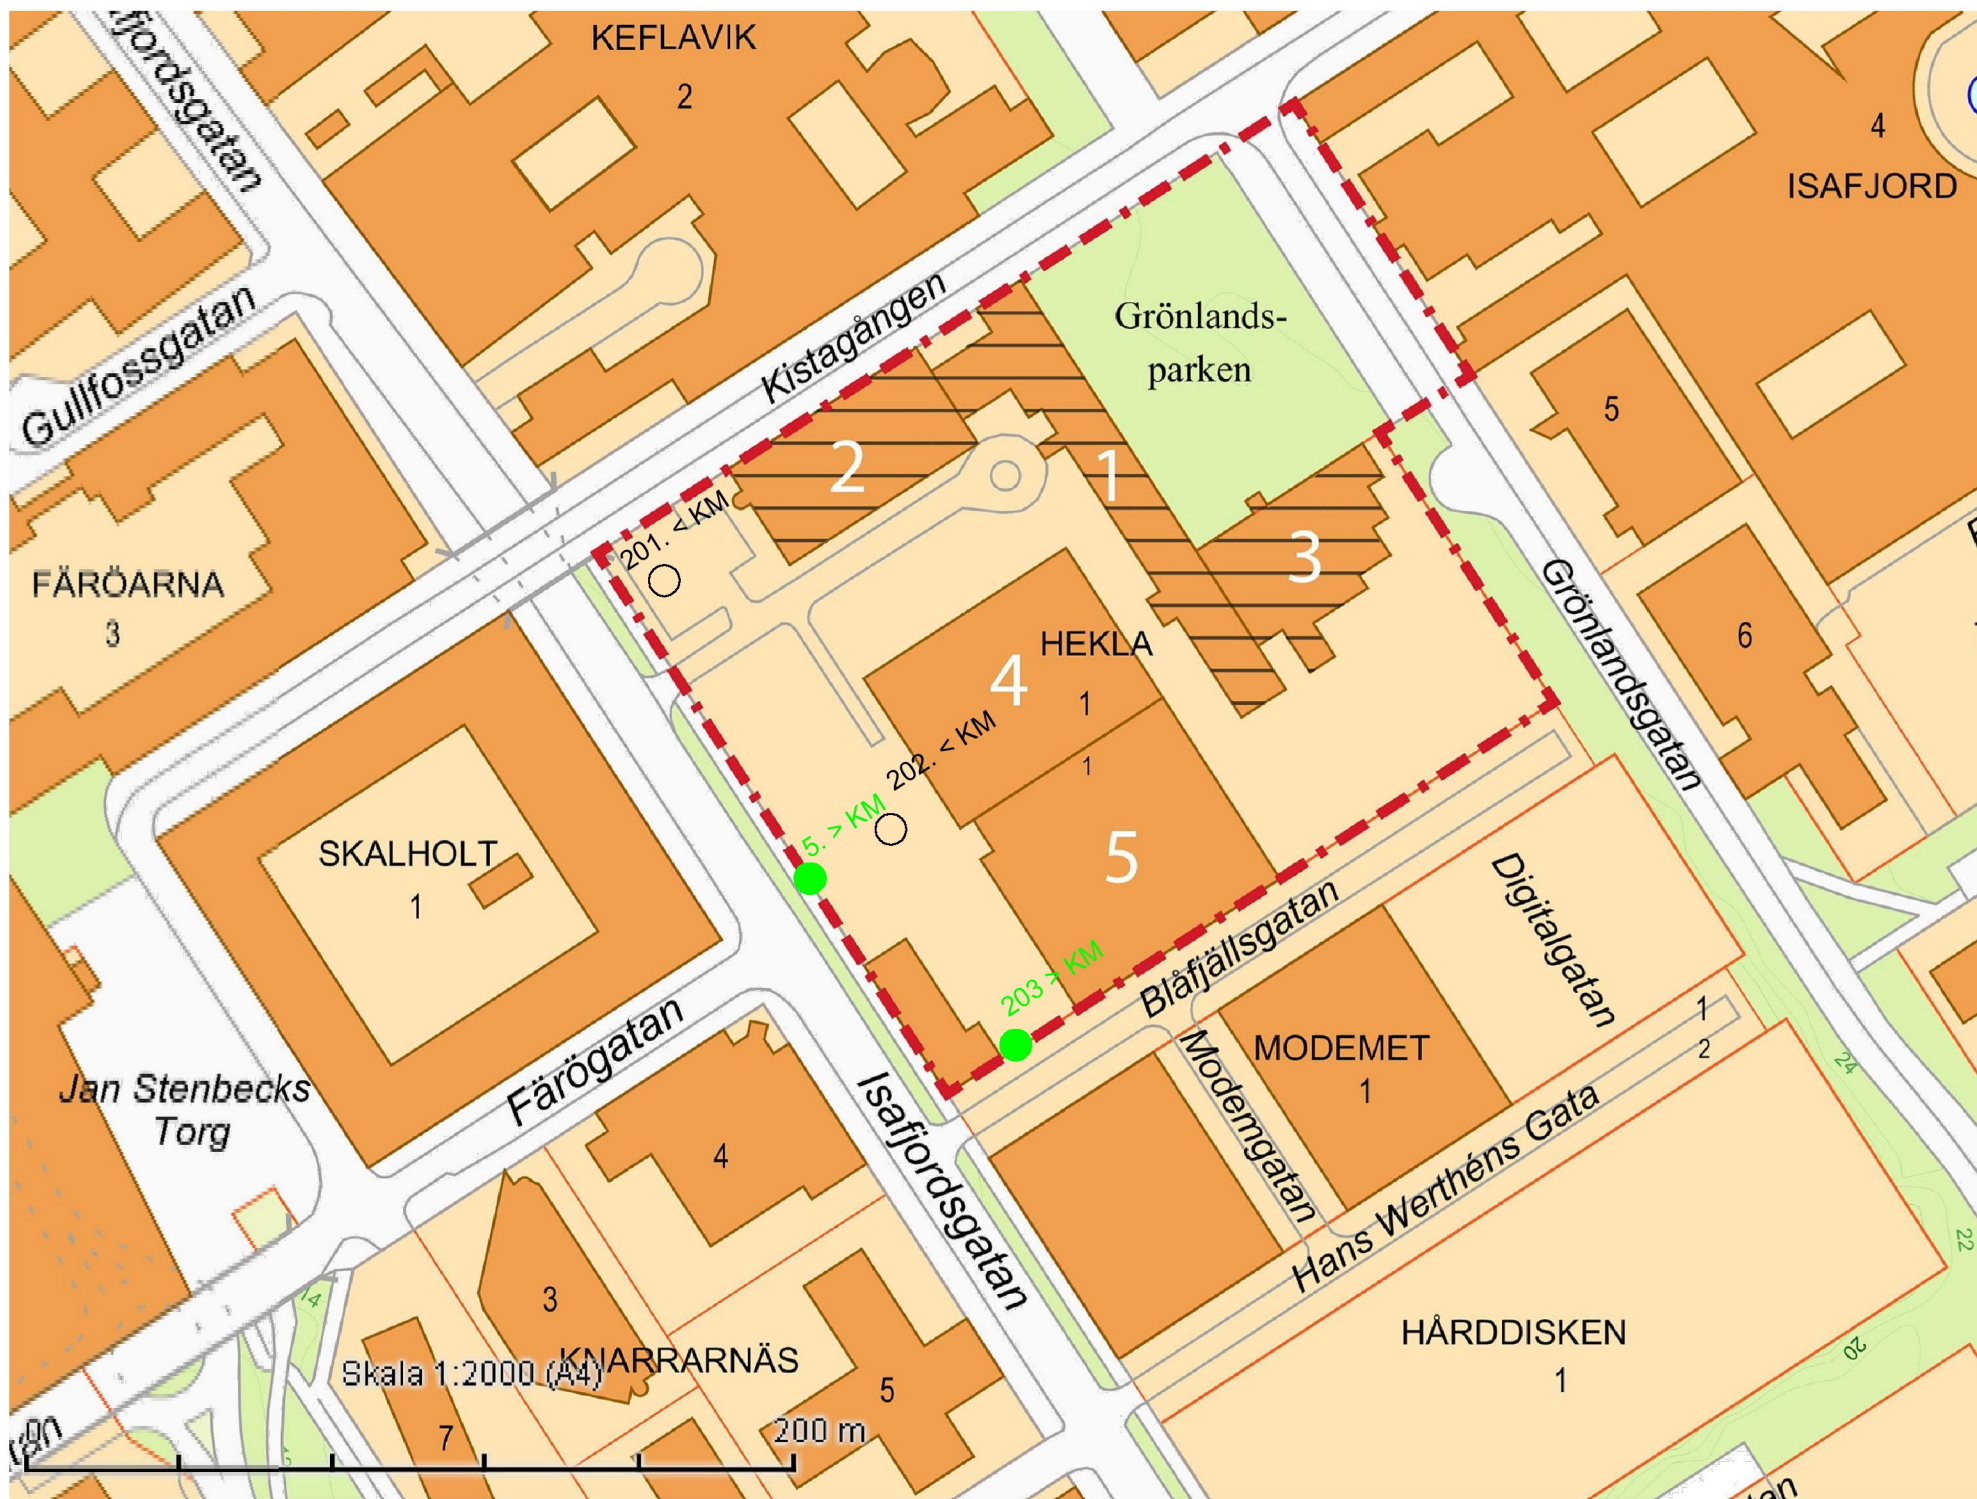 fjordsgatan
KEFLAVIK
2
4
ISAFJORD
Gullfossgatan
Kistagången
Grönlands-
parken
5
2
1
201. < KM
3
FÄRÖARNA
3
HEKLA
4
1
6
Grönlandsgatan
202. < KM
1
5. > KM
5
SKALHOLT
1
Digitalgatan
203 > KM
Blåfjällsgatan
MODEMET
1
1
2
Modemgatan
24
Jan Stenbecks
Torg
Färögatan
4
Isafjordsgatan
Hans Werthéns Gata
22
14
3
HÅRDDISKEN
1
20
KNARRARNÄS
Skala 1:2000 (A4)
5
7
200 m